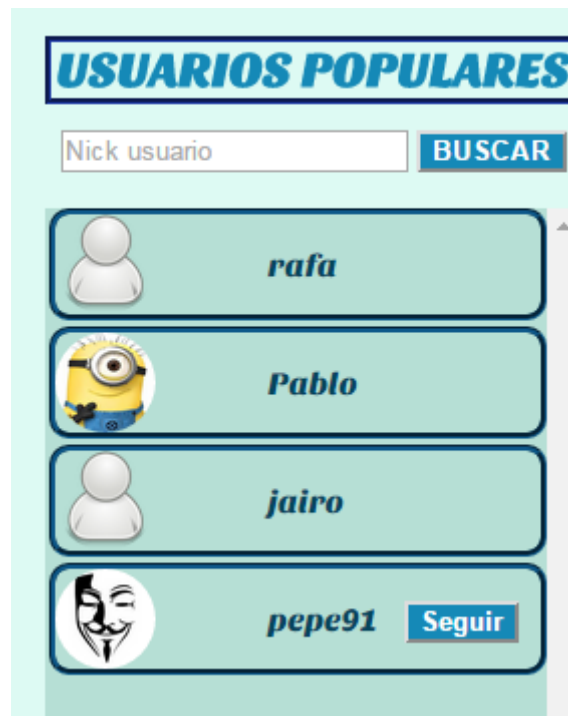 USUARIOS POPULARES
Nick usuario BUSCAR
rafa
Pablo
jairo
pepe91 Seguir